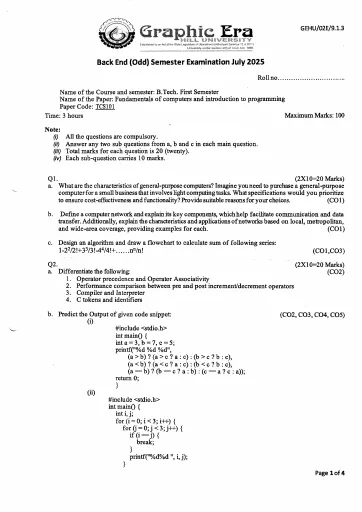 GEHU/02E/9.1.3
Graphic Era
HILL UNIVERSITY
Back End (Odd) Semester Examination July 2025
Roll no..............................
Name of the Course and semester: B.Tech. First Semester
Name of the Paper: Fundamentals of computers and introduction to programming
Paper Code: TCS101
Time: 3 hours Maximum Marks: 100
Note:
(i) All the questions are compulsory.
(ii) Answer any two sub questions from a, b and c in each main question.
(iii) Total marks for each question is 20 (twenty).
(iv) Each sub-question carries 10 marks.
Q1. (2X10=20 Marks)
a. What are the characteristics of general-purpose computers? Imagine you need to purchase a general-purpose
computer for a small business that involves light computing tasks. What specifications would you prioritize
to ensure cost-effectiveness and functionality? Provide suitable reasons for your choices. (CO1)
b. Define a computer network and explain its key components, which help facilitate communication and data
transfer. Additionally, explain the characteristics and applications of networks based on local, metropolitan,
and wide-area coverage, providing examples for each. (CO1)
c. Design an algorithm and draw a flowchart to calculate sum of following series:
1-2²/2!+3³/3!-4⁴/4!+.......nⁿ/n! (CO1,CO3)
Q2. (2X10=20 Marks)
a. Differentiate the following: (CO2)
1. Operator precedence and Operator Associativity
2. Performance comparison between pre and post increment/decrement operators
3. Compiler and Interpreter
4. C tokens and identifiers
b. Predict the Output of given code snippet: (CO2, CO3, CO4, CO5)
(i)
#include <stdio.h>
int main() {
int a = 3, b = 7, c = 5;
printf("%d %d %d",
(a > b) ? (a > c ? a : c) : (b > c ? b : c),
(a < b) ? (a < c ? a : c) : (b < c ? b : c),
(a == b) ? (b == c ? a : b) : (c == a ? c : a));
return 0;
}
(ii)
#include <stdio.h>
int main() {
int i, j;
for (i = 0; i < 3; i++) {
for (j = 0; j < 3; j++) {
if (i == j) {
break;
}
printf("%d%d ", i, j);
}
Page 1 of 4